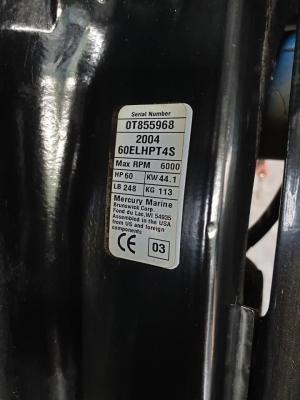 Serial Number
0T855968
2004
60ELHPT4S
Max RPM 6000
HP 60 KW 44.1
LB 248 KG 113
Mercury Marine
Brunswick Corp.
Fond du Lac, WI 54935
Assembled in the USA
from US and foreign
components
CE 03